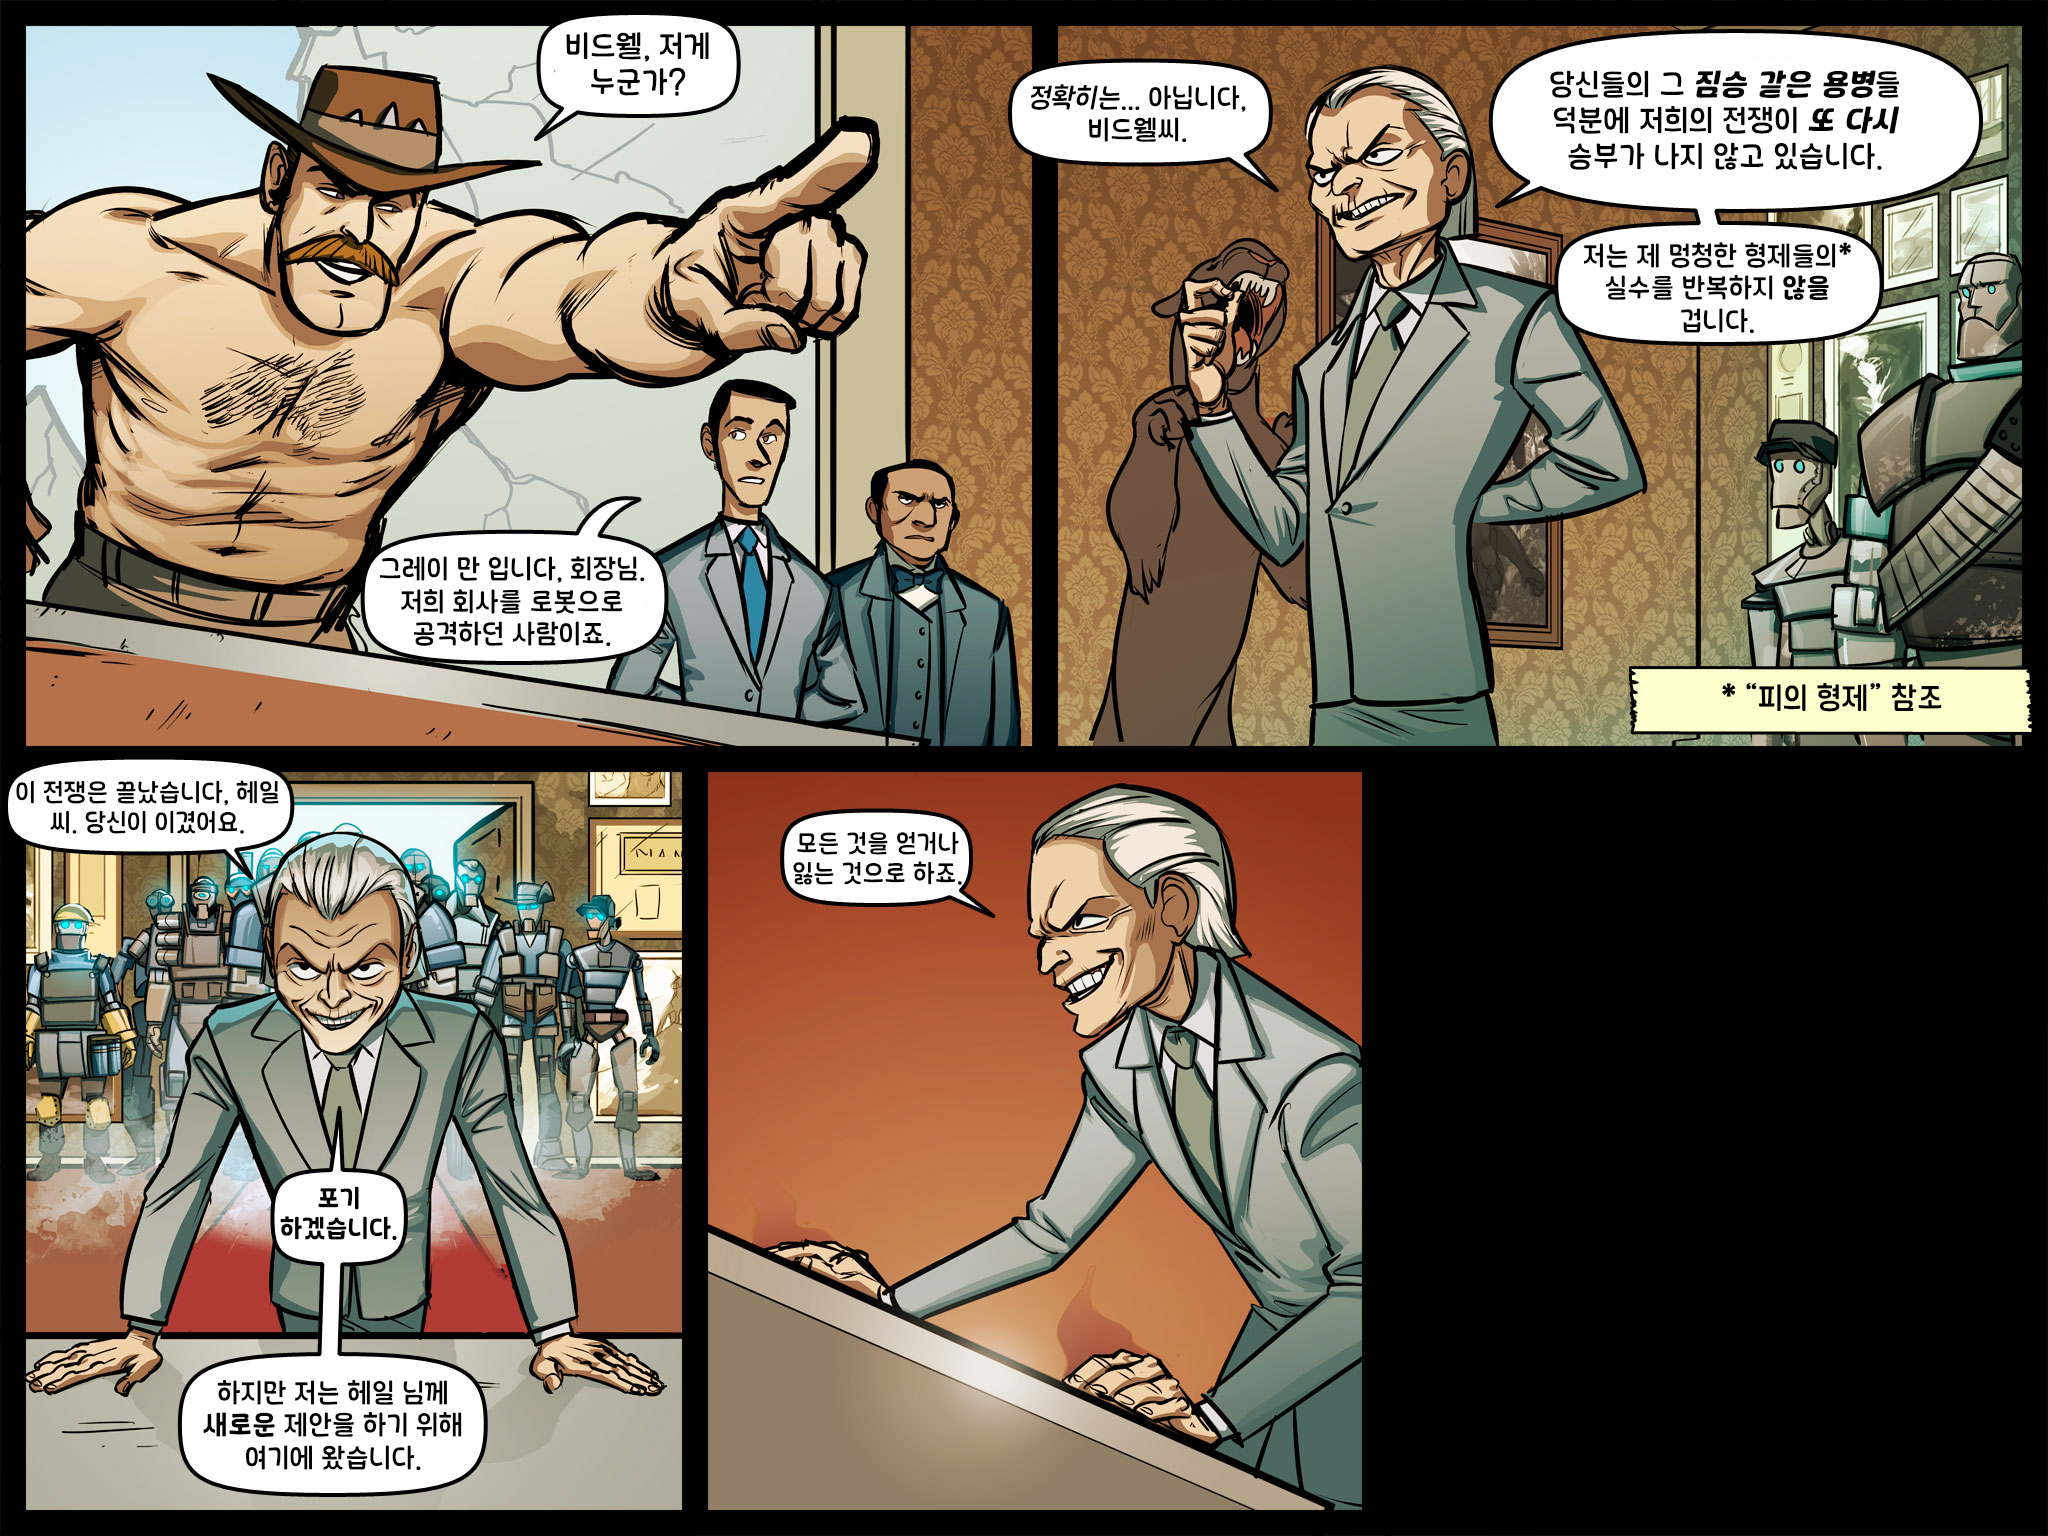 비드웰, 저게
누군가?
그레이 만 입니다, 회장님.
저희 회사를 로봇으로
공격하던 사람이죠.
정확히는... 아닙니다,
비드웰씨.
당신들의 그 짐승 같은 용병들
덕분에 저희의 전쟁이 또 다시
승부가 나지 않고 있습니다.
저는 제 멍청한 형제들의*
실수를 반복하지 않을
겁니다.
* “피의 형제” 참조
이 전쟁은 끝났습니다, 헤일
씨. 당신이 이겼어요.
포기
하겠습니다.
하지만 저는 헤일 님께
새로운 제안을 하기 위해
여기에 왔습니다.
모든 것을 얻거나
잃는 것으로 하죠.